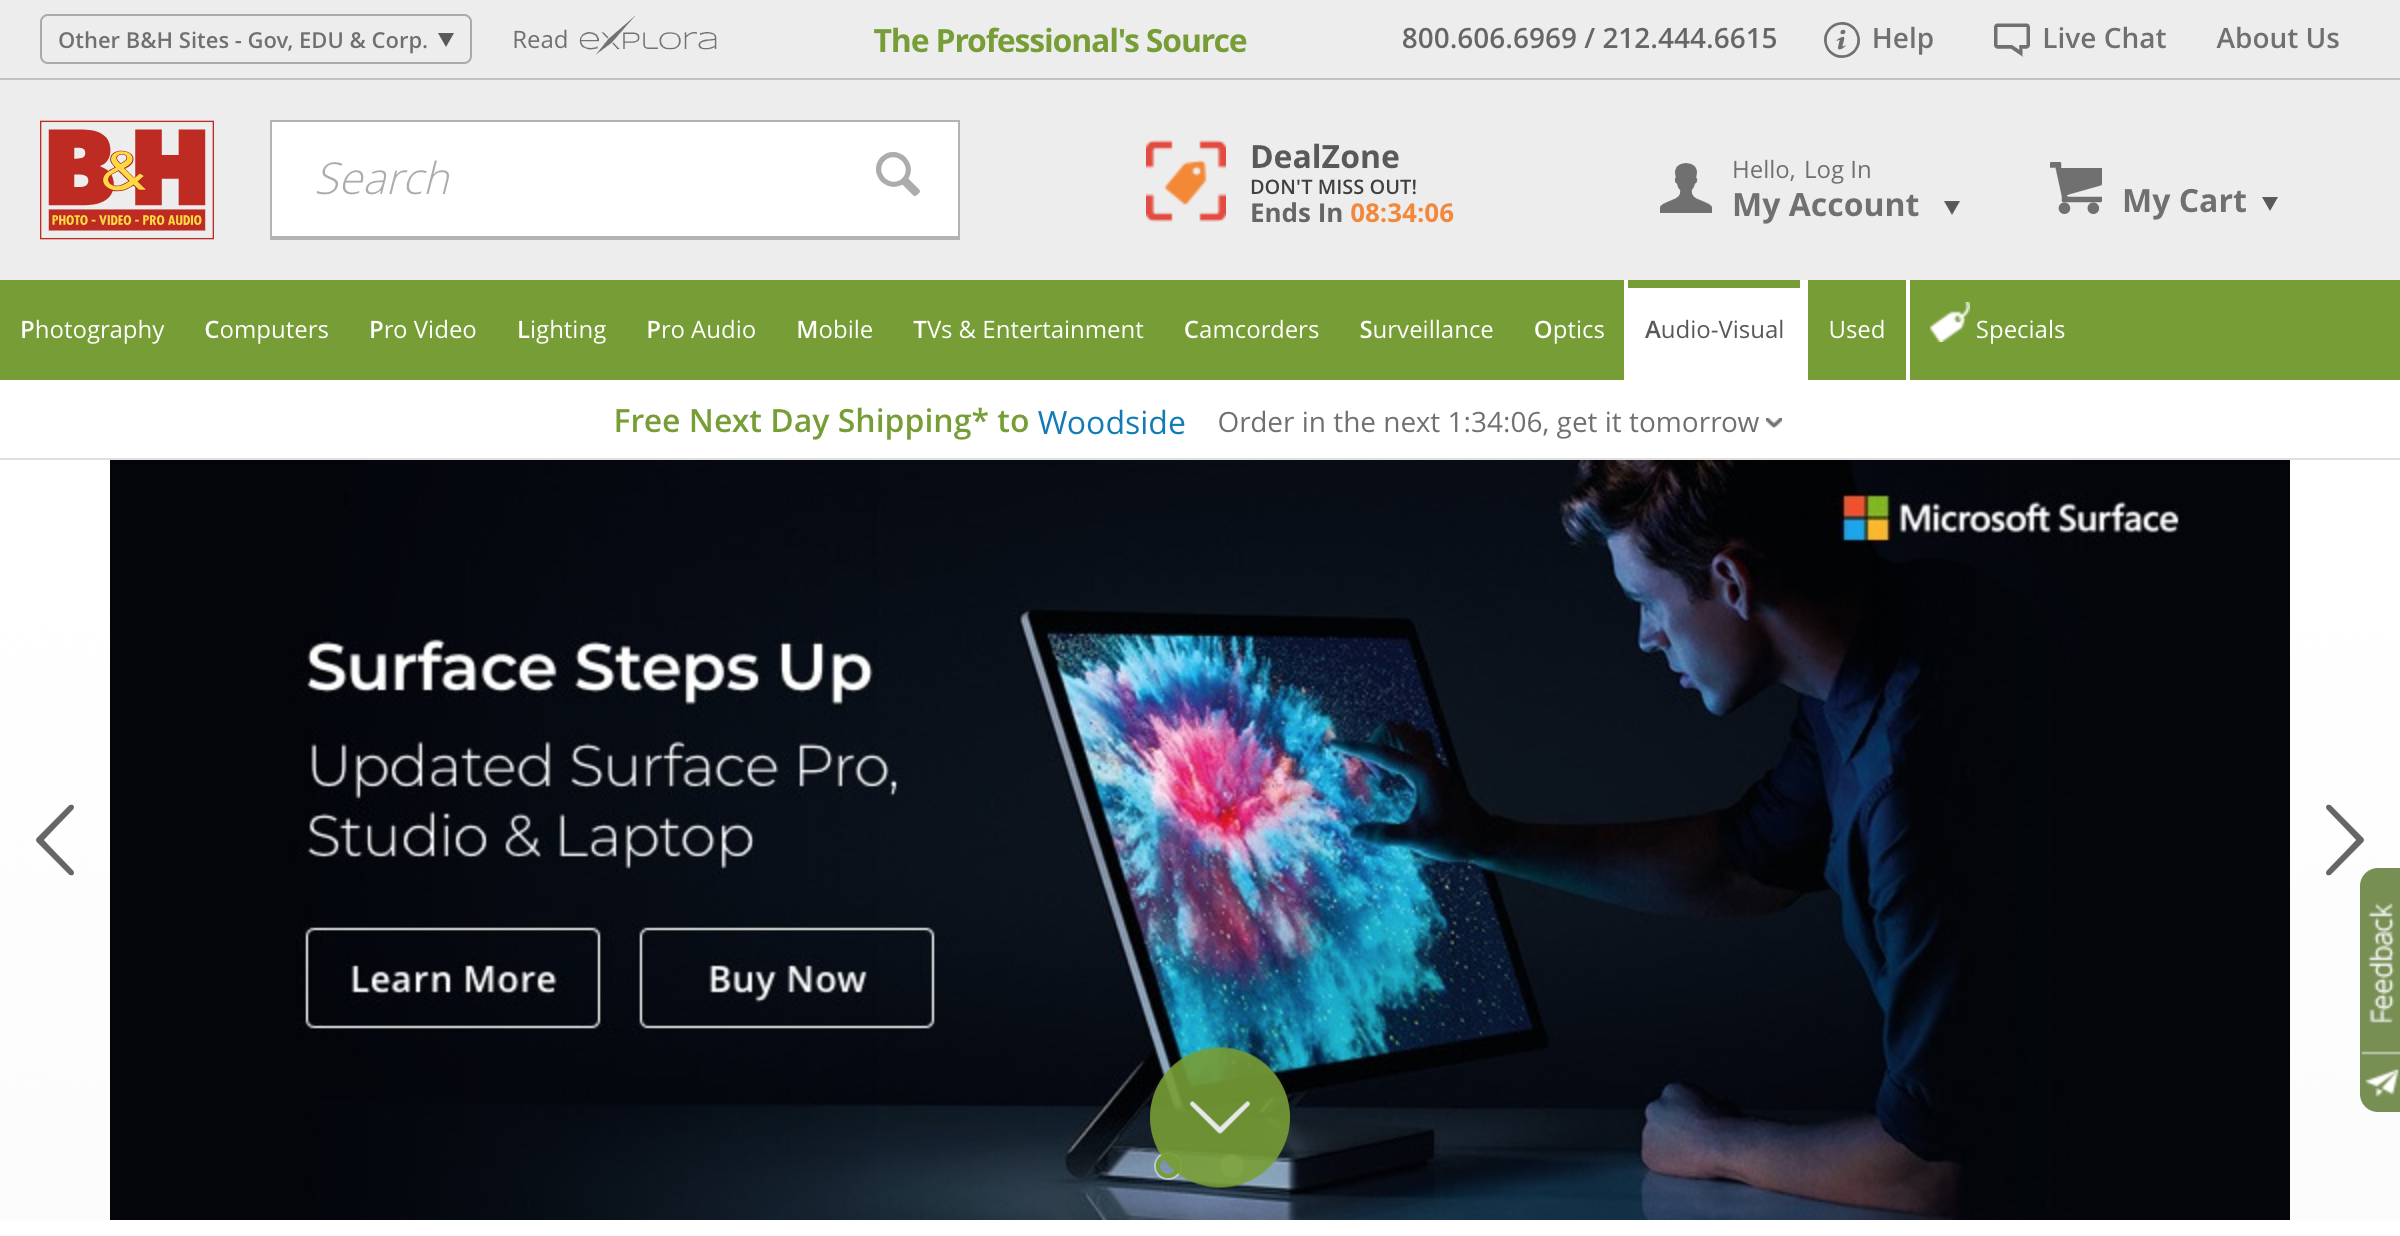 Other B&H Sites - Gov, EDU & Corp. ▼
Read eXPLORA
The Professional's Source
800.606.6969 / 212.444.6615
Help
Live Chat
About Us
B&H
PHOTO - VIDEO - PRO AUDIO
Search
DealZone
DON'T MISS OUT!
Ends In 08:34:06
Hello, Log In
My Account ▼
My Cart ▼
Photography
Computers
Pro Video
Lighting
Pro Audio
Mobile
TVs & Entertainment
Camcorders
Surveillance
Optics
Audio-Visual
Used
Specials
Free Next Day Shipping* to Woodside
Order in the next 1:34:06, get it tomorrow
Microsoft Surface
Surface Steps Up
Updated Surface Pro,
Studio & Laptop
Learn More
Buy Now
Feedback